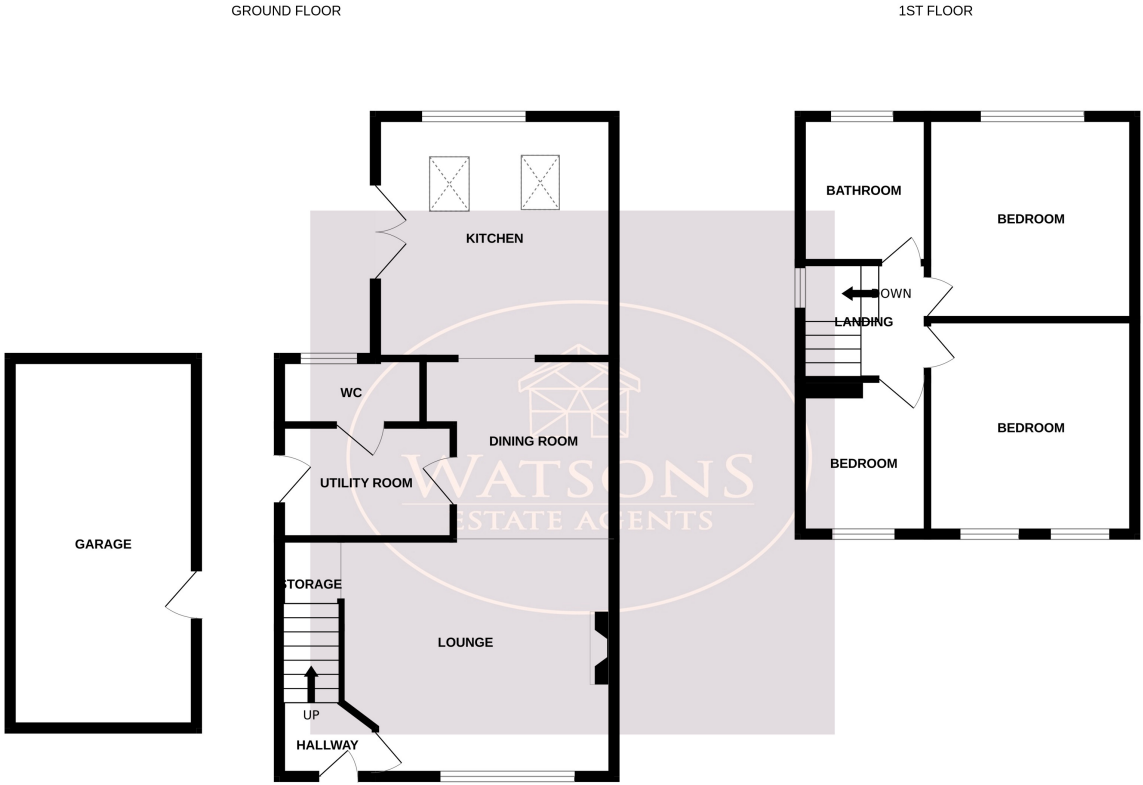 GROUND FLOOR
1ST FLOOR
BATHROOM
BEDROOM
KITCHEN
DOWN
LANDING
WC
DINING ROOM
BEDROOM
BEDROOM
UTILITY ROOM
WATSONS
ESTATE AGENTS
GARAGE
STORAGE
LOUNGE
UP
HALLWAY